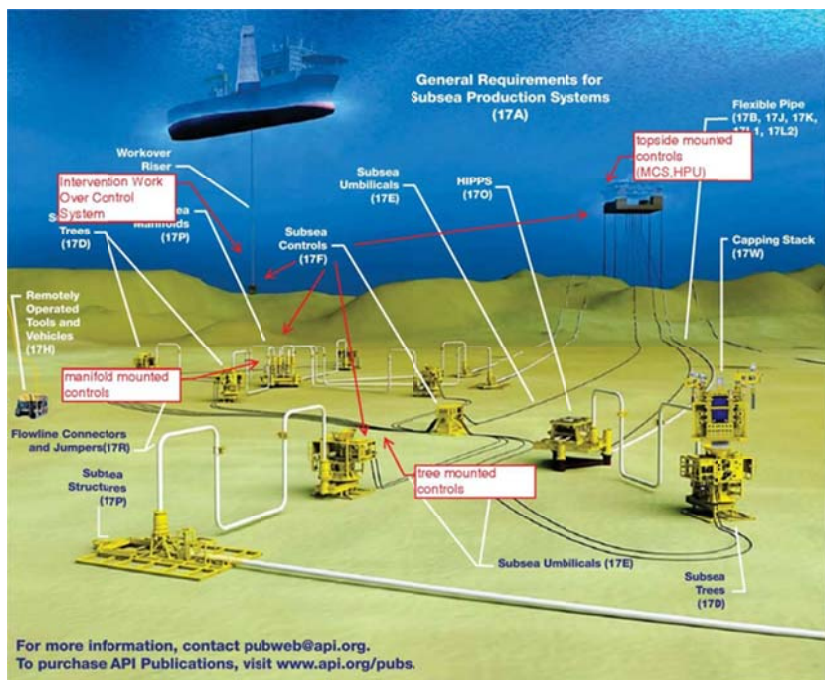 General Requirements for
Subsea Production Systems
(17A)
Flexible Pipe
(17B, 17J, 17K,
17L1, 17L2)
topside mounted
controls
(MCS,HPU)
Workover
Riser
Intervention Work
Over Control
System
Subsea
Umbilicals
(17E)
HIPPS
(17O)
Manifolds
(17P)
Trees
(17D)
Subsea
Controls
(17F)
Capping Stack
(17W)
Remotely
Operated
Tools and
Vehicles
(17H)
manifold mounted
controls
Flowline Connectors
and Jumpers(17R)
Subsea
Structures
(17P)
tree mounted
controls
Subsea Umbilicals (17E)
Subsea
Trees
(17D)
For more information, contact pubweb@api.org.
To purchase API Publications, visit www.api.org/pubs.